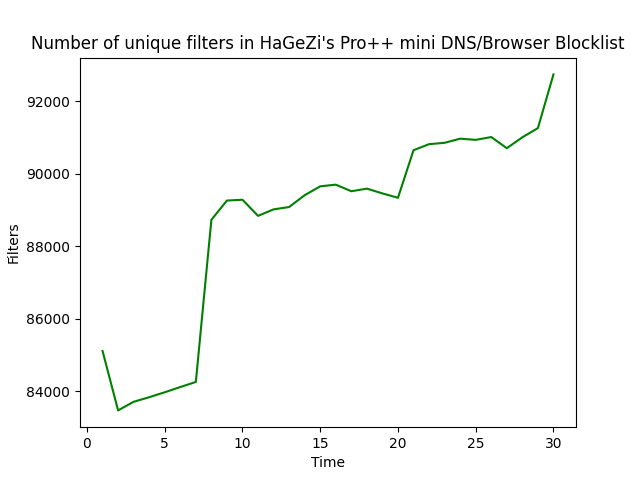 Number of unique filters in HaGeZi's Pro++ mini DNS/Browser Blocklist
92000
90000
88000
86000
84000
Filters
0 5 10 15 20 25 30
Time